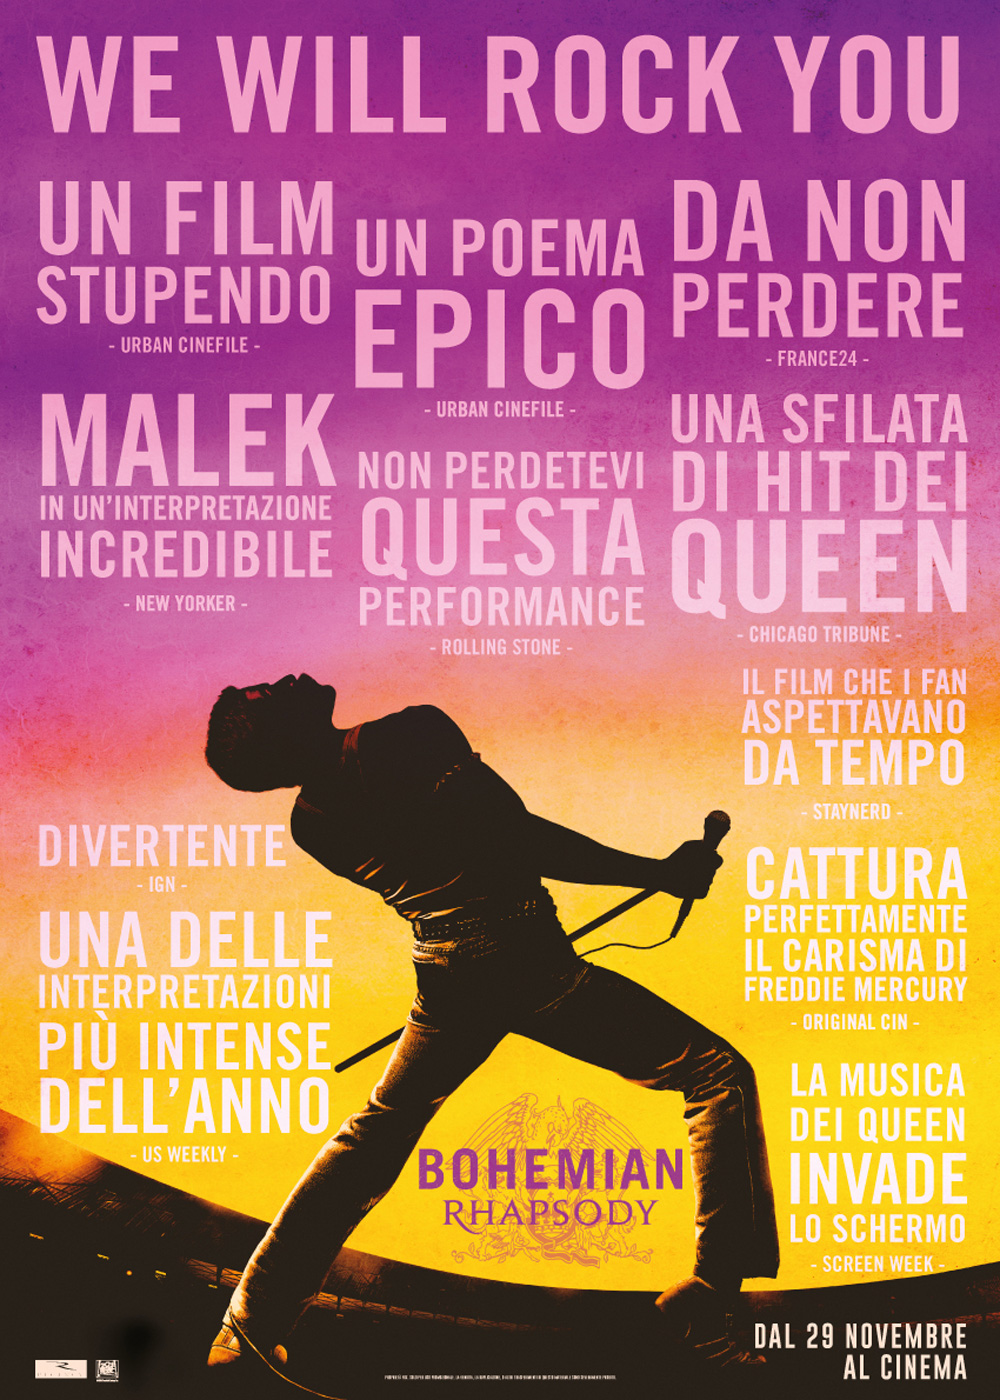 WE WILL ROCK YOU
UN FILM
STUPENDO
- URBAN CINEFILE -
UN POEMA
EPICO
- URBAN CINEFILE -
DA NON
PERDERE
- FRANCE24 -
MALEK
IN UN'INTERPRETAZIONE
INCREDIBILE
- NEW YORKER -
NON PERDETEVI
QUESTA
PERFORMANCE
- ROLLING STONE -
UNA SFILATA
DI HIT DEI
QUEEN
- CHICAGO TRIBUNE -
IL FILM CHE I FAN
ASPETTAVANO
DA TEMPO
- STAYNERD -
DIVERTENTE
- IGN -
UNA DELLE
INTERPRETAZIONI
PIÙ INTENSE
DELL'ANNO
- US WEEKLY -
CATTURA
PERFETTAMENTE
IL CARISMA DI
FREDDIE MERCURY
- ORIGINAL CIN -
LA MUSICA
DEI QUEEN
INVADE
LO SCHERMO
- SCREEN WEEK -
BOHEMIAN
RHAPSODY
DAL 29 NOVEMBRE
AL CINEMA